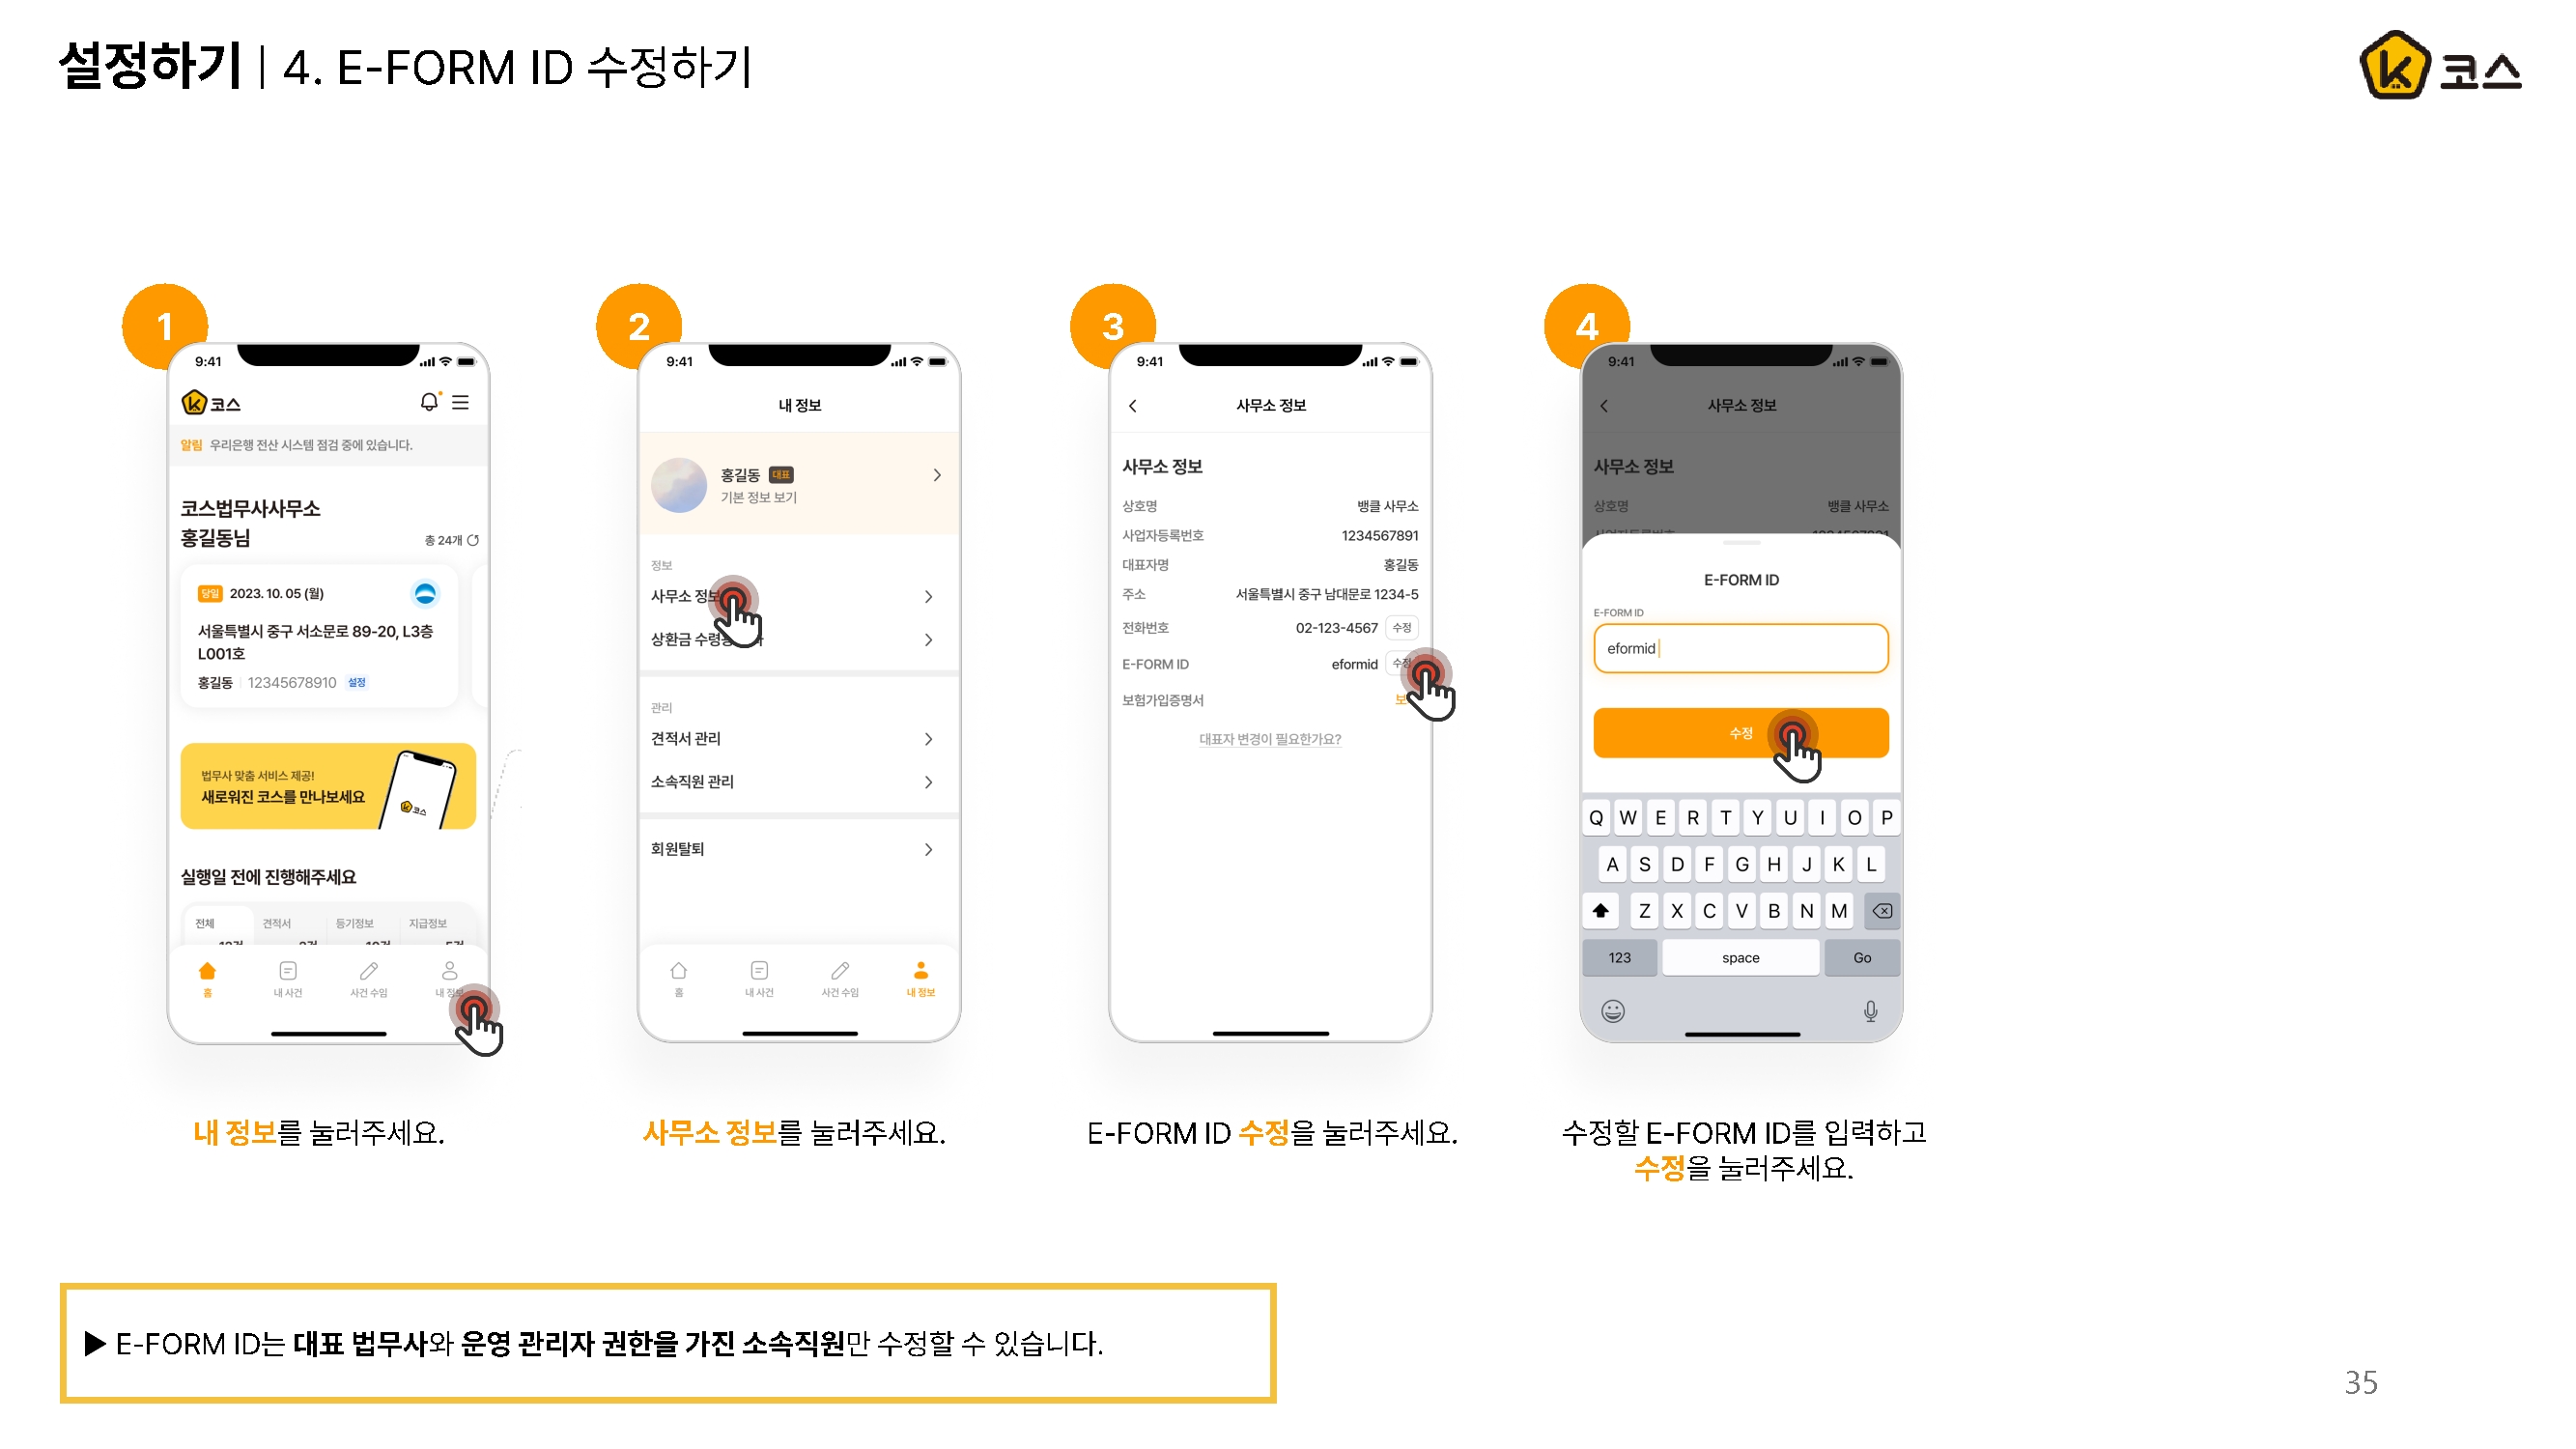 설정하기 | 4. E-FORM ID 수정하기
코스
1
9:41
코스
알림 우리은행 전산 시스템 점검 중에 있습니다.
코스법무사사무소
홍길동님
총 24개
당일 2023. 10. 05 (월)
서울특별시 중구 서소문로 89-20, L3층
L001호
홍길동 12345678910 설정
법무사 맞춤 서비스 제공!
새로워진 코스를 만나보세요
코스
실행일 전에 진행해주세요
전체 견적서 등기정보 지급정보
홈 내 사건 사건 수임 내 정보
내 정보를 눌러주세요.
2
9:41
내 정보
홍길동 대표
기본 정보 보기
정보
사무소 정보
상환금 수령
관리
견적서 관리
소속직원 관리
회원탈퇴
홈 내 사건 사건 수임 내 정보
사무소 정보를 눌러주세요.
3
9:41
사무소 정보
사무소 정보
상호명 뱅클 사무소
사업자등록번호 1234567891
대표자명 홍길동
주소 서울특별시 중구 남대문로 1234-5
전화번호 02-123-4567 수정
E-FORM ID eformid 수정
보험가입증명서
대표자 변경이 필요한가요?
E-FORM ID 수정을 눌러주세요.
4
9:41
사무소 정보
사무소 정보
상호명 뱅클 사무소
E-FORM ID
E-FORM ID
eformid
수정
Q W E R T Y U I O P
A S D F G H J K L
Z X C V B N M
123 space Go
수정할 E-FORM ID를 입력하고
수정을 눌러주세요.
▶ E-FORM ID는 대표 법무사와 운영 관리자 권한을 가진 소속직원만 수정할 수 있습니다.
35